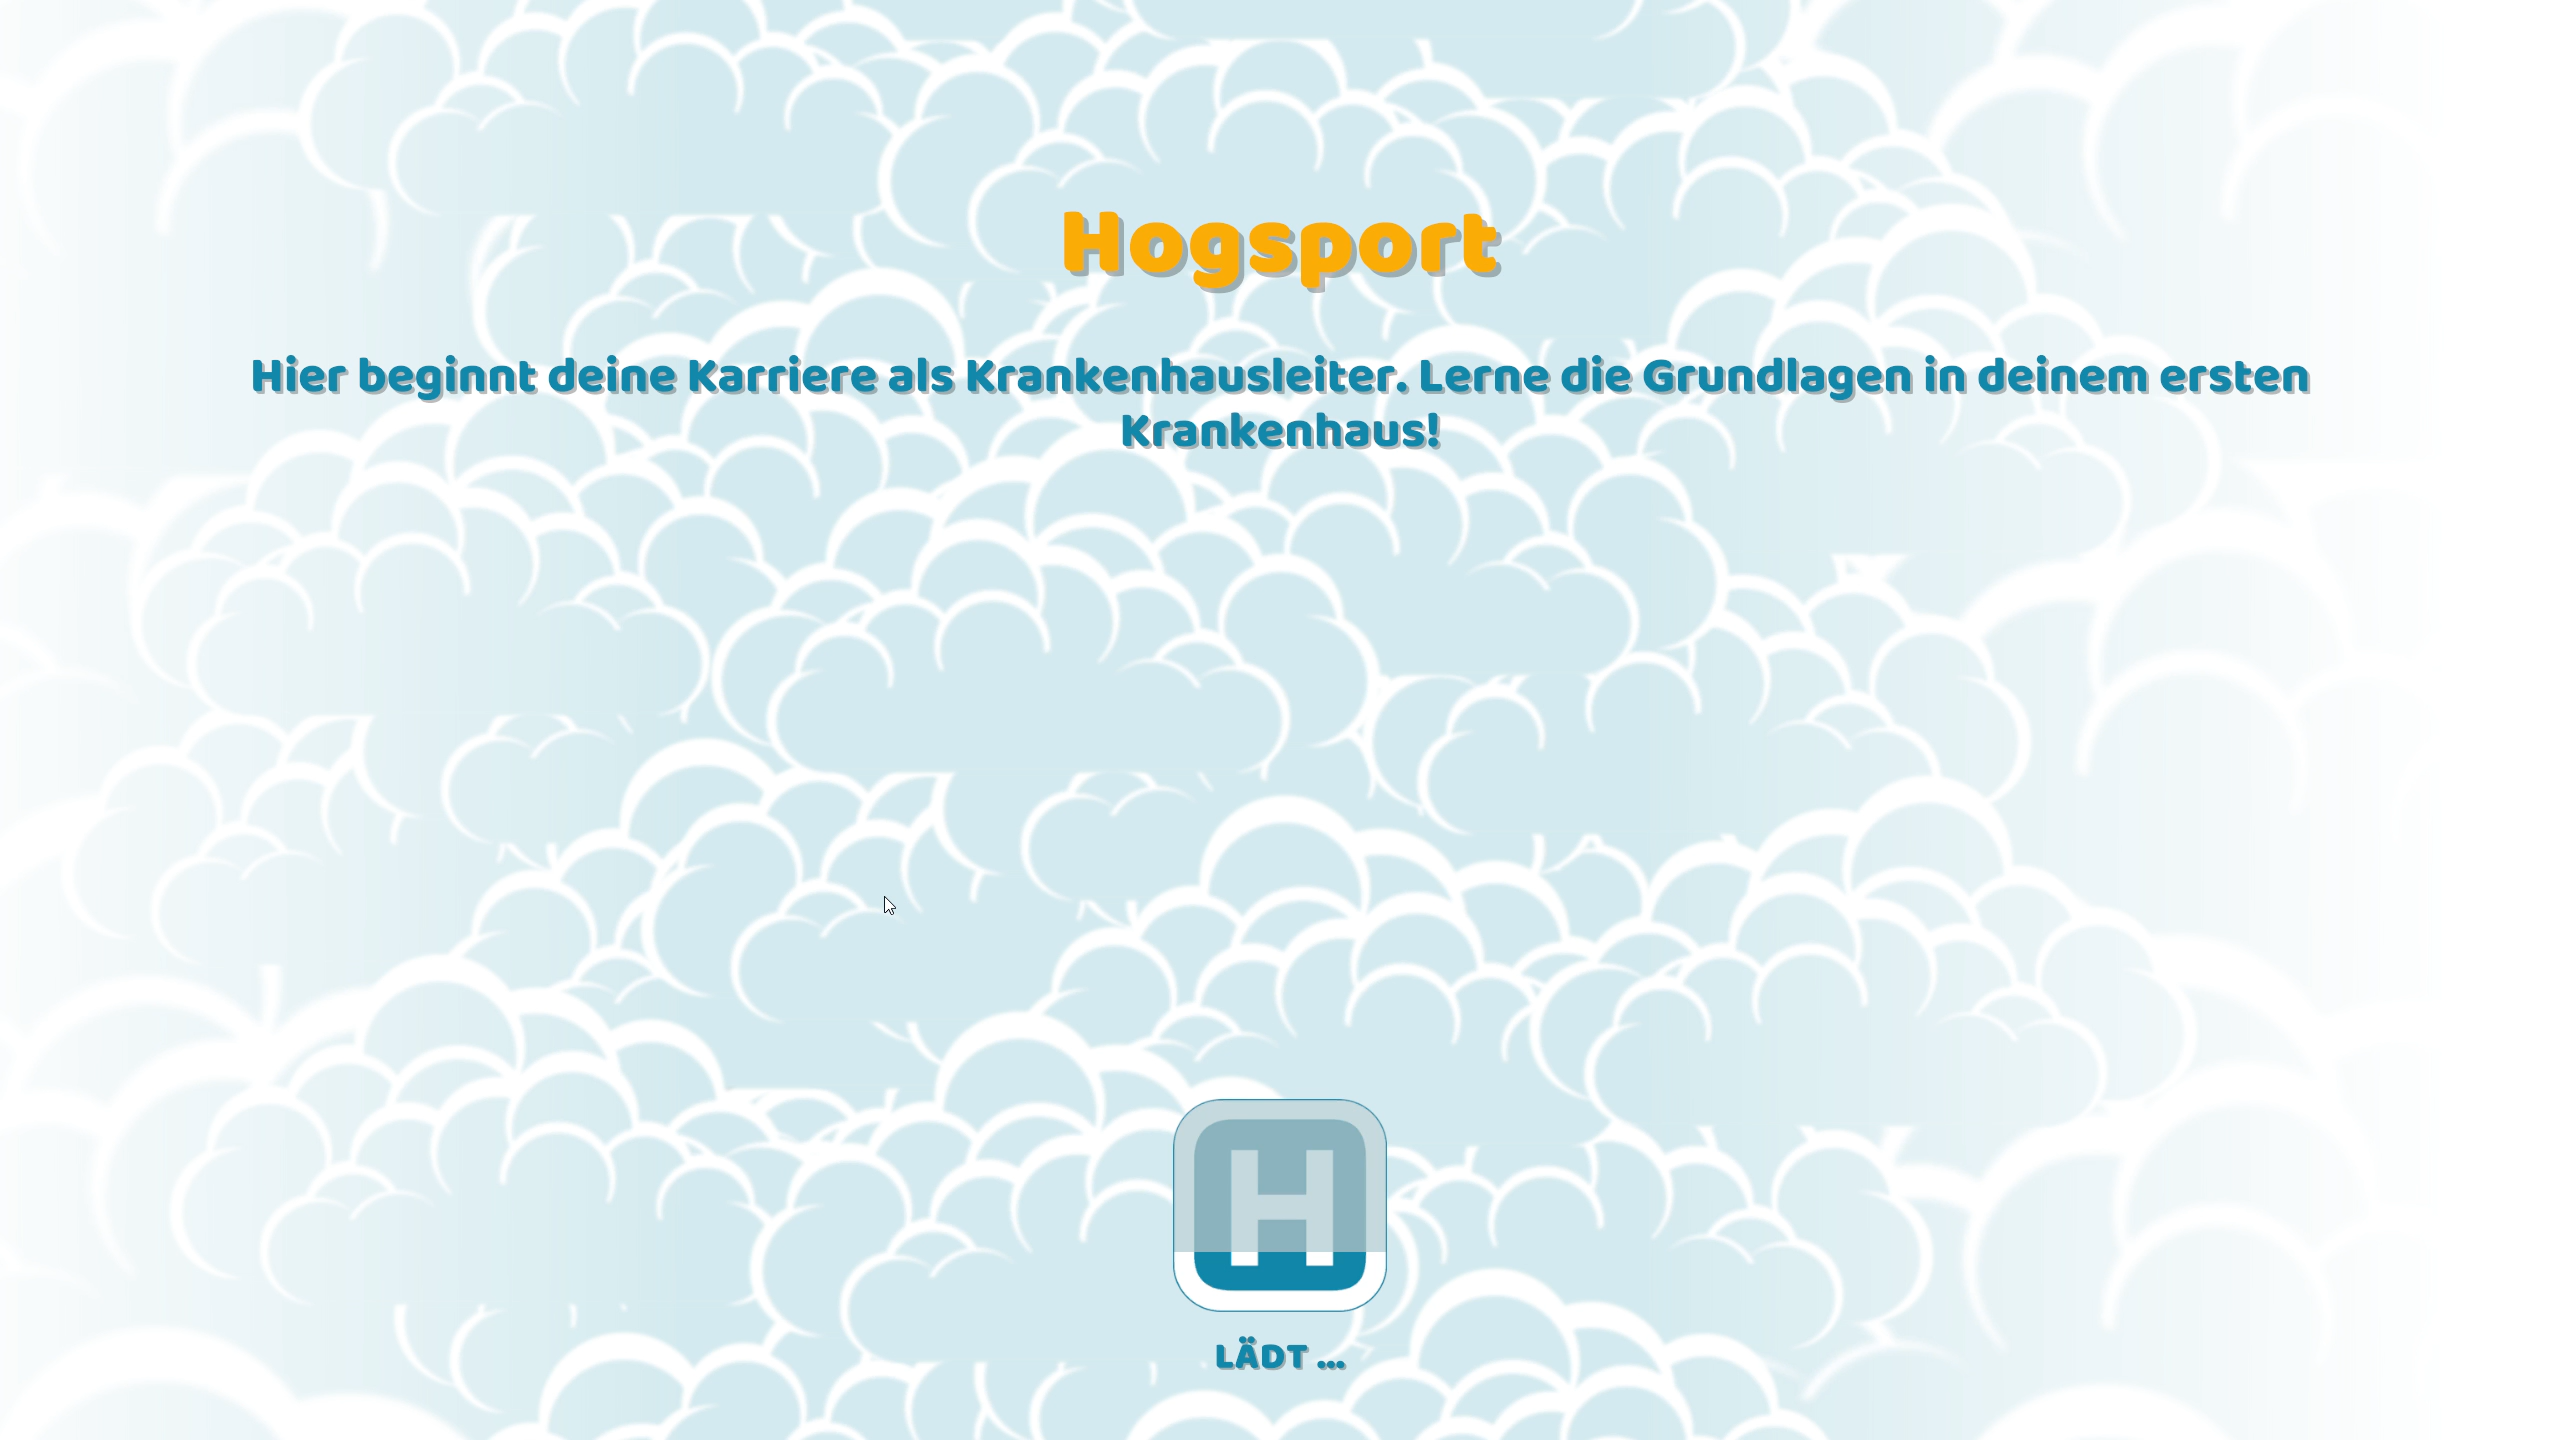 Hogsport
Hier beginnt deine Karriere als Krankenhausleiter. Lerne die Grundlagen in deinem ersten
Krankenhaus!
H
LÄDT ...